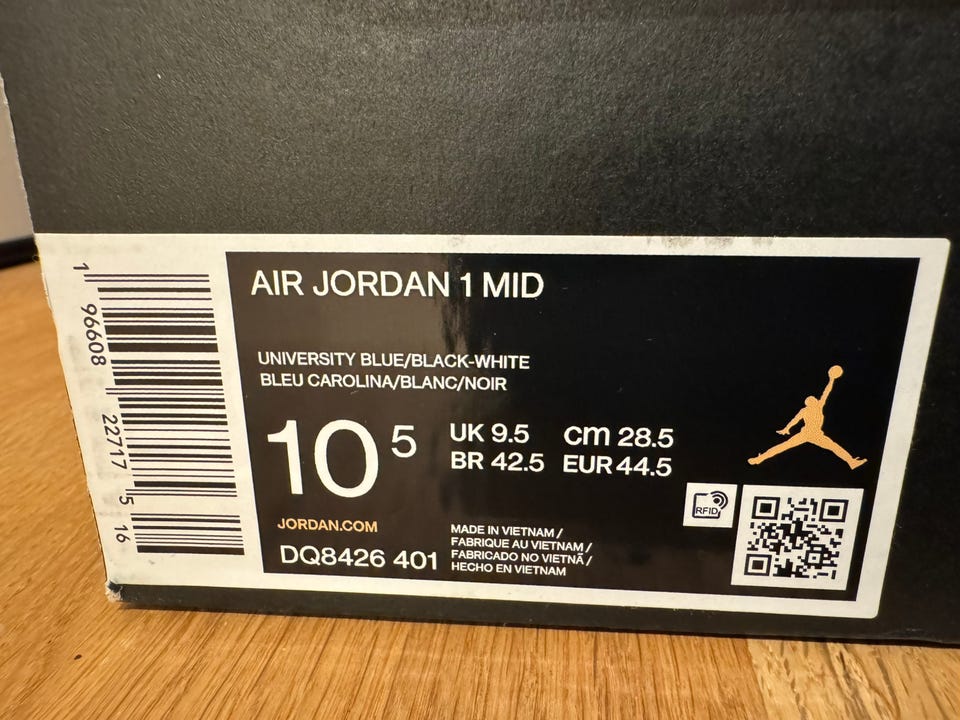 AIR JORDAN 1 MID
UNIVERSITY BLUE/BLACK-WHITE
BLEU CAROLINA/BLANC/NOIR
10 5
UK 9.5 cm 28.5
BR 42.5 EUR 44.5
RFID
JORDAN.COM
DQ8426 401
MADE IN VIETNAM /
FABRIQUE AU VIETNAM /
FABRICADO NO VIETNÃ /
HECHO EN VIETNAM
1 96608 22717 5 16